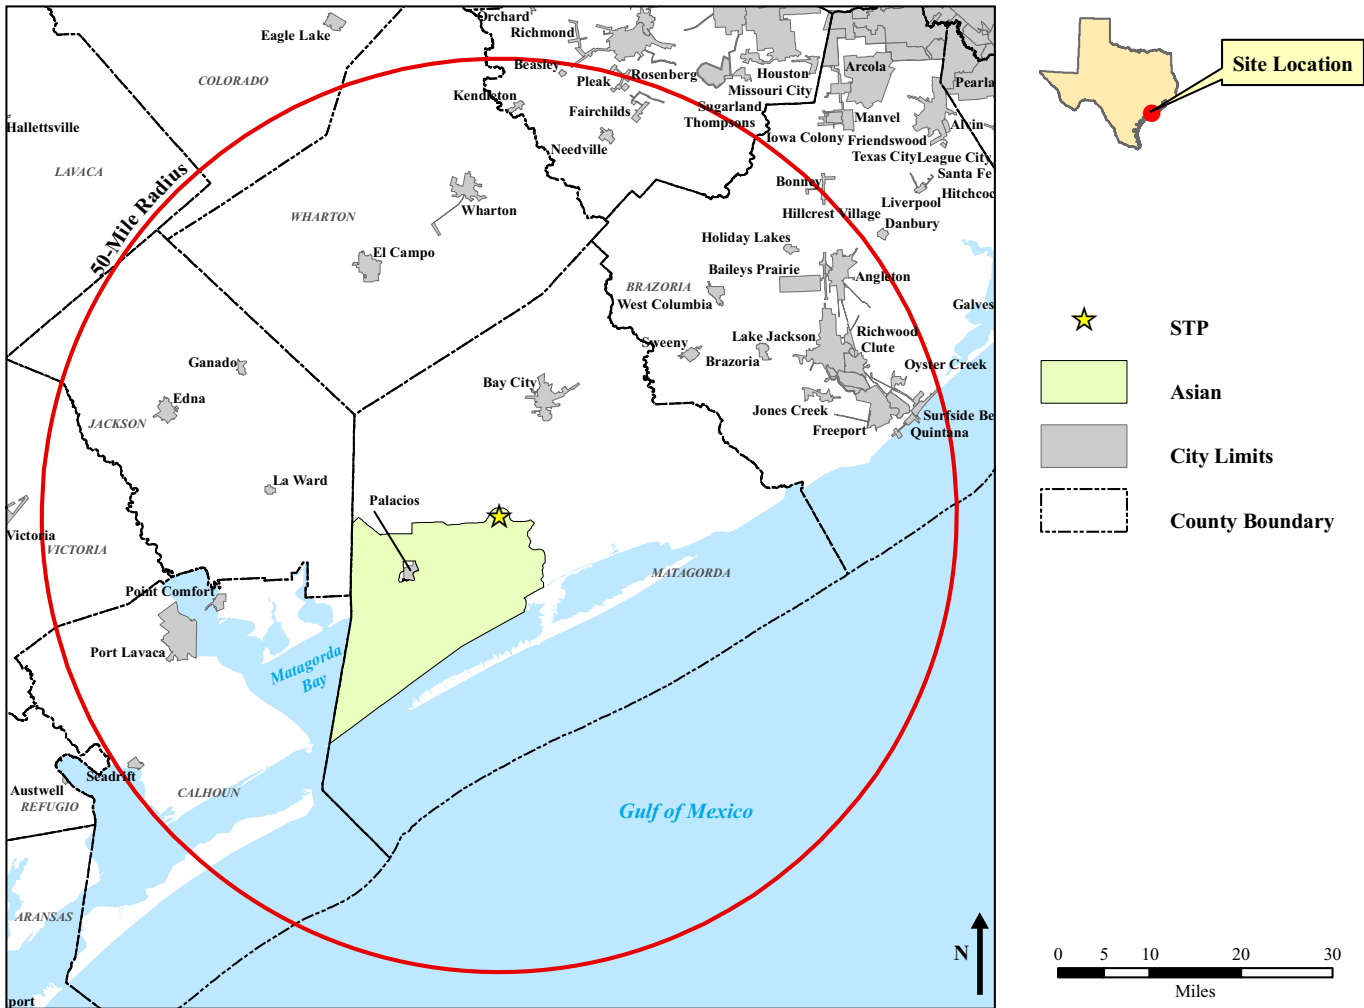 Orchard
Richmond
Eagle Lake
Beasley
Pleak
Rosenberg
Houston
Arcola
Missouri City
Pearla
COLORADO
Kendleton
Fairchilds
Sugarland
Thompsons
Manvel
Alvin
Hallettsville
Iowa Colony
Friendswood
Needville
Texas City
League City
LAVACA
Santa Fe
Bonney
Hitchcoc
Liverpool
50-Mile Radius
WHARTON
Wharton
Hillcrest Village
Danbury
Holiday Lakes
El Campo
Baileys Prairie
Angleton
BRAZORIA
West Columbia
Galves
Richwood
Lake Jackson
Clute
Sweeny
Brazoria
Oyster Creek
Ganado
Bay City
Edna
Jones Creek
Surfside Be
JACKSON
Freeport
Quintana
La Ward
Palacios
Victoria
VICTORIA
MATAGORDA
Point Comfort
Port Lavaca
Matagorda
Bay
Seadrift
Austwell
CALHOUN
REFUGIO
Gulf of Mexico
ARANSAS
N
port
Site Location
STP
Asian
City Limits
County Boundary
0 5 10 20 30
Miles